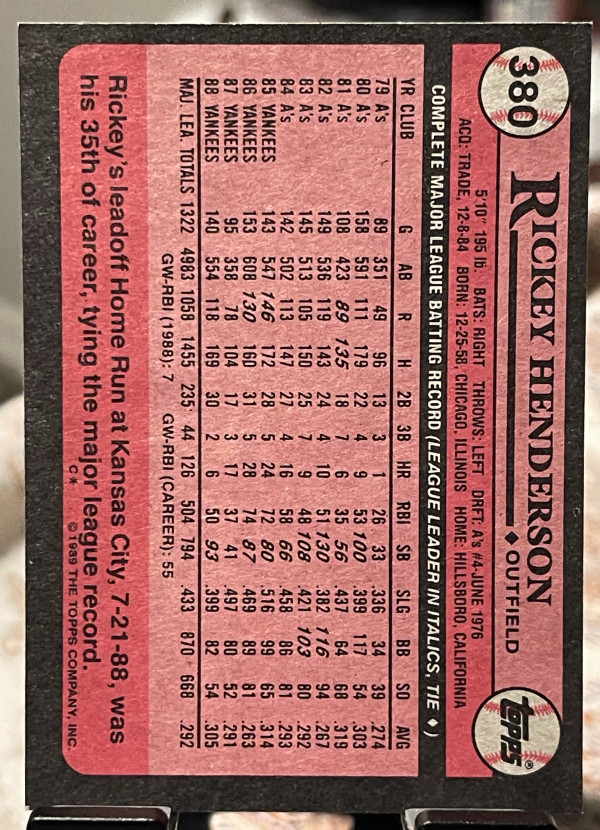 380
RICKEY HENDERSON ♦ OUTFIELD
topps®
5'10" 195 lb. BATS: RIGHT THROWS: LEFT DRFT: A's #4-JUNE 1976
ACQ: TRADE, 12-8-84 BORN: 12-25-58, CHICAGO, ILLINOIS HOME: HILLSBORO, CALIFORNIA
COMPLETE MAJOR LEAGUE BATTING RECORD (LEAGUE LEADER IN ITALICS, TIE ♦)
YR CLUB G AB R H 2B 3B HR RBI SB SLG BB SO AVG
79 A's 89 351 49 96 13 3 1 26 33 .336 34 39 .274
80 A's 158 591 111 179 22 4 9 53 100 .399 117 54 .303
81 A's 108 423 89 135 18 7 6 35 56 .437 64 68 .319
82 A's 149 536 119 143 24 4 10 51 130 .382 116 94 .267
83 A's 145 513 105 150 25 7 9 48 108 .421 103 80 .292
84 A's 142 502 113 147 27 4 16 58 66 .458 86 81 .293
85 YANKEES 143 547 146 172 28 5 24 72 80 .516 99 65 .314
86 YANKEES 153 608 130 160 31 5 28 74 87 .469 89 81 .263
87 YANKEES 95 358 78 104 17 3 17 37 41 .497 80 52 .291
88 YANKEES 140 554 118 169 30 2 6 50 93 .399 82 54 .305
MAJ. LEA. TOTALS 1322 4983 1058 1455 235 44 126 504 794 .433 870 668 .292
GW-RBI (1988): 7 GW-RBI (CAREER): 55
Rickey's leadoff Home Run at Kansas City, 7-21-88, was
his 35th of career, tying the major league record.
C* ©1989 THE TOPPS COMPANY, INC.